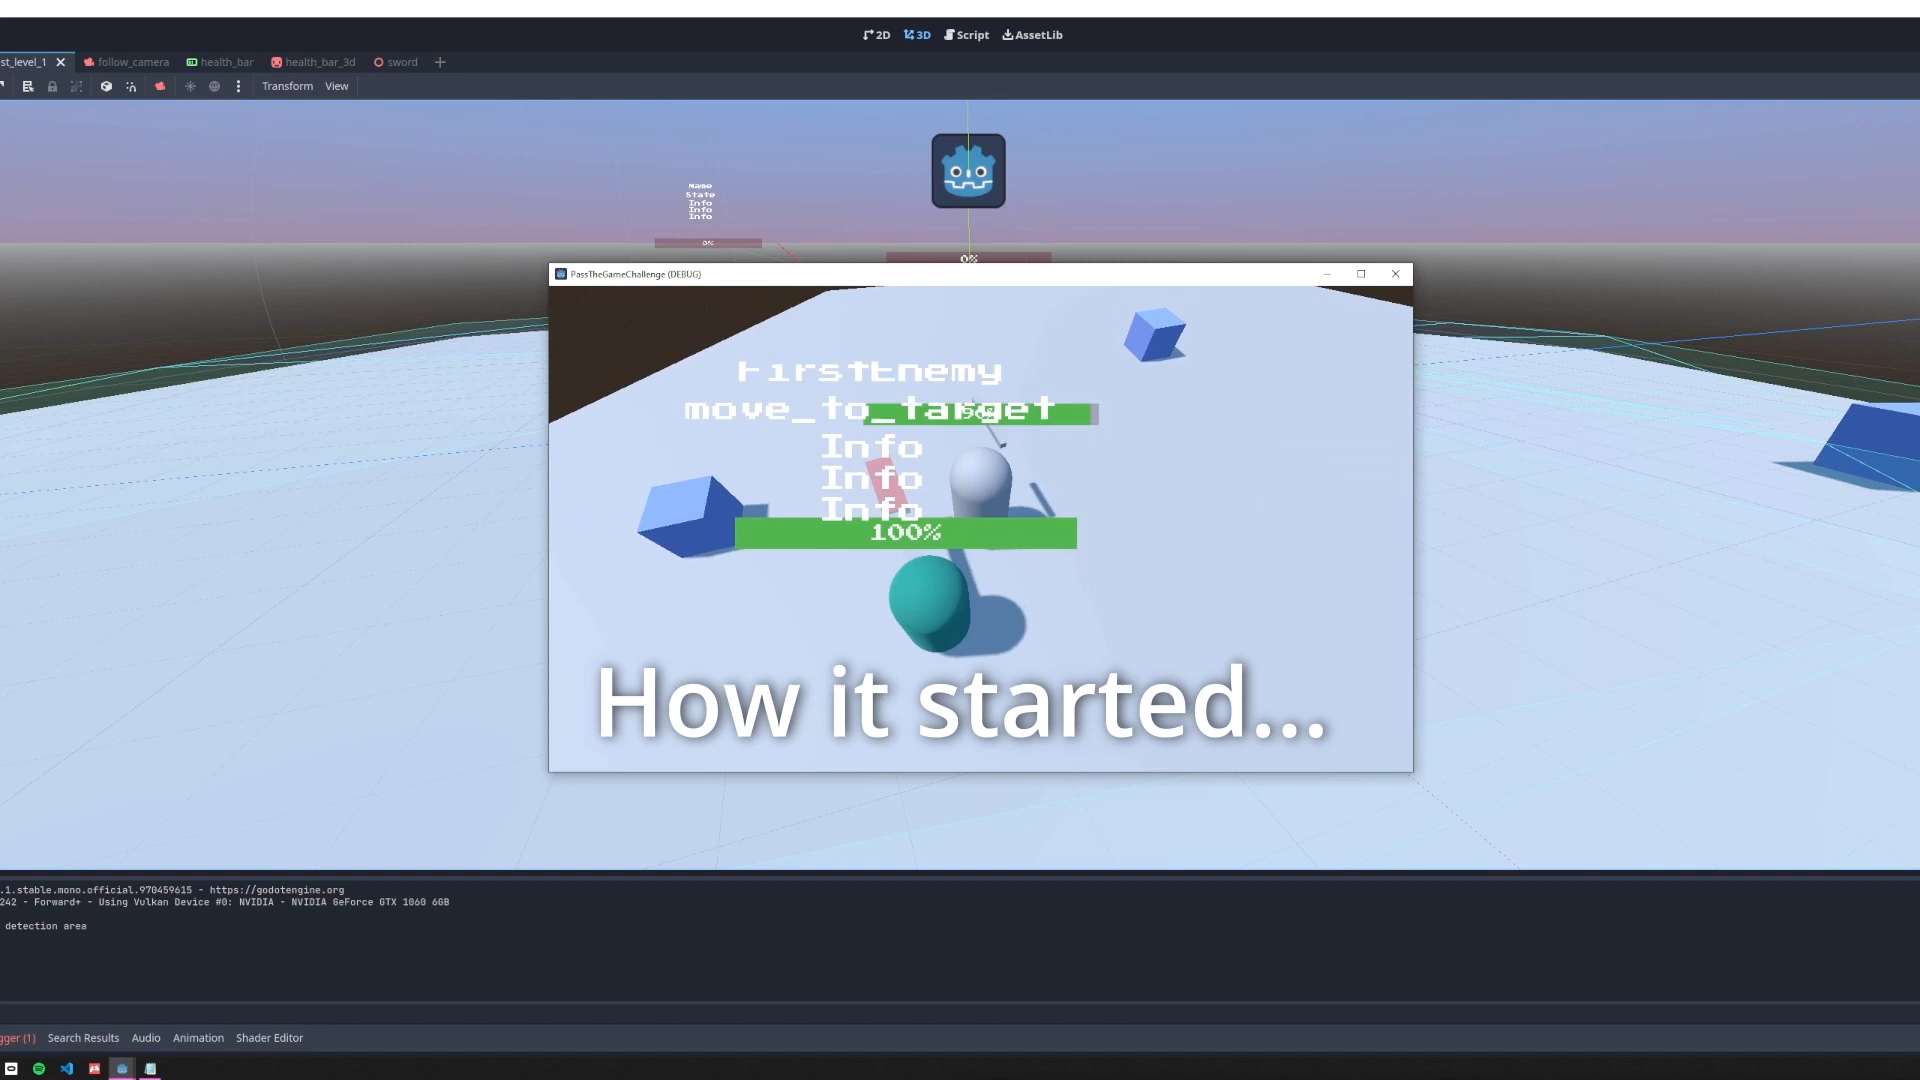 2D 3D Script AssetLib
st_level_1 follow_camera health_bar health_bar_3d sword
Transform View
Name
State
Info
Info
Info
0%
0%
PassTheGameChallenge (DEBUG)
FirstEnemy
move_to_target
Info
Info
Info
100%
How it started...
.1.stable.mono.official.970459615 - https://godotengine.org
242 - Forward+ - Using Vulkan Device #0: NVIDIA - NVIDIA GeForce GTX 1060 6GB
detection area
gger (1) Search Results Audio Animation Shader Editor